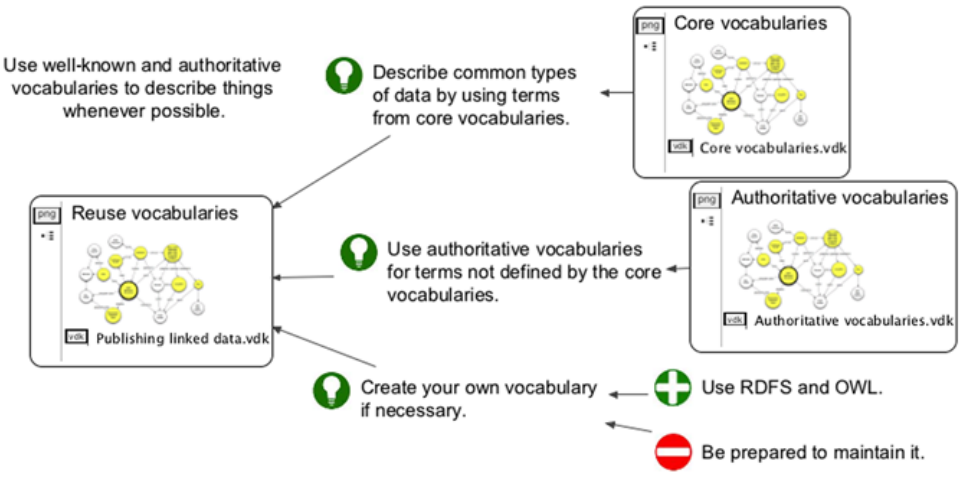 Core vocabularies
png
Core vocabularies.vdk
vdk
Use well-known and authoritative
vocabularies to describe things
whenever possible.
Describe common types
of data by using terms
from core vocabularies.
Reuse vocabularies
png
Publishing linked data.vdk
vdk
Authoritative vocabularies
png
Authoritative vocabularies.vdk
vdk
Use authoritative vocabularies
for terms not defined by the core
vocabularies.
Create your own vocabulary
if necessary.
Use RDFS and OWL.
Be prepared to maintain it.